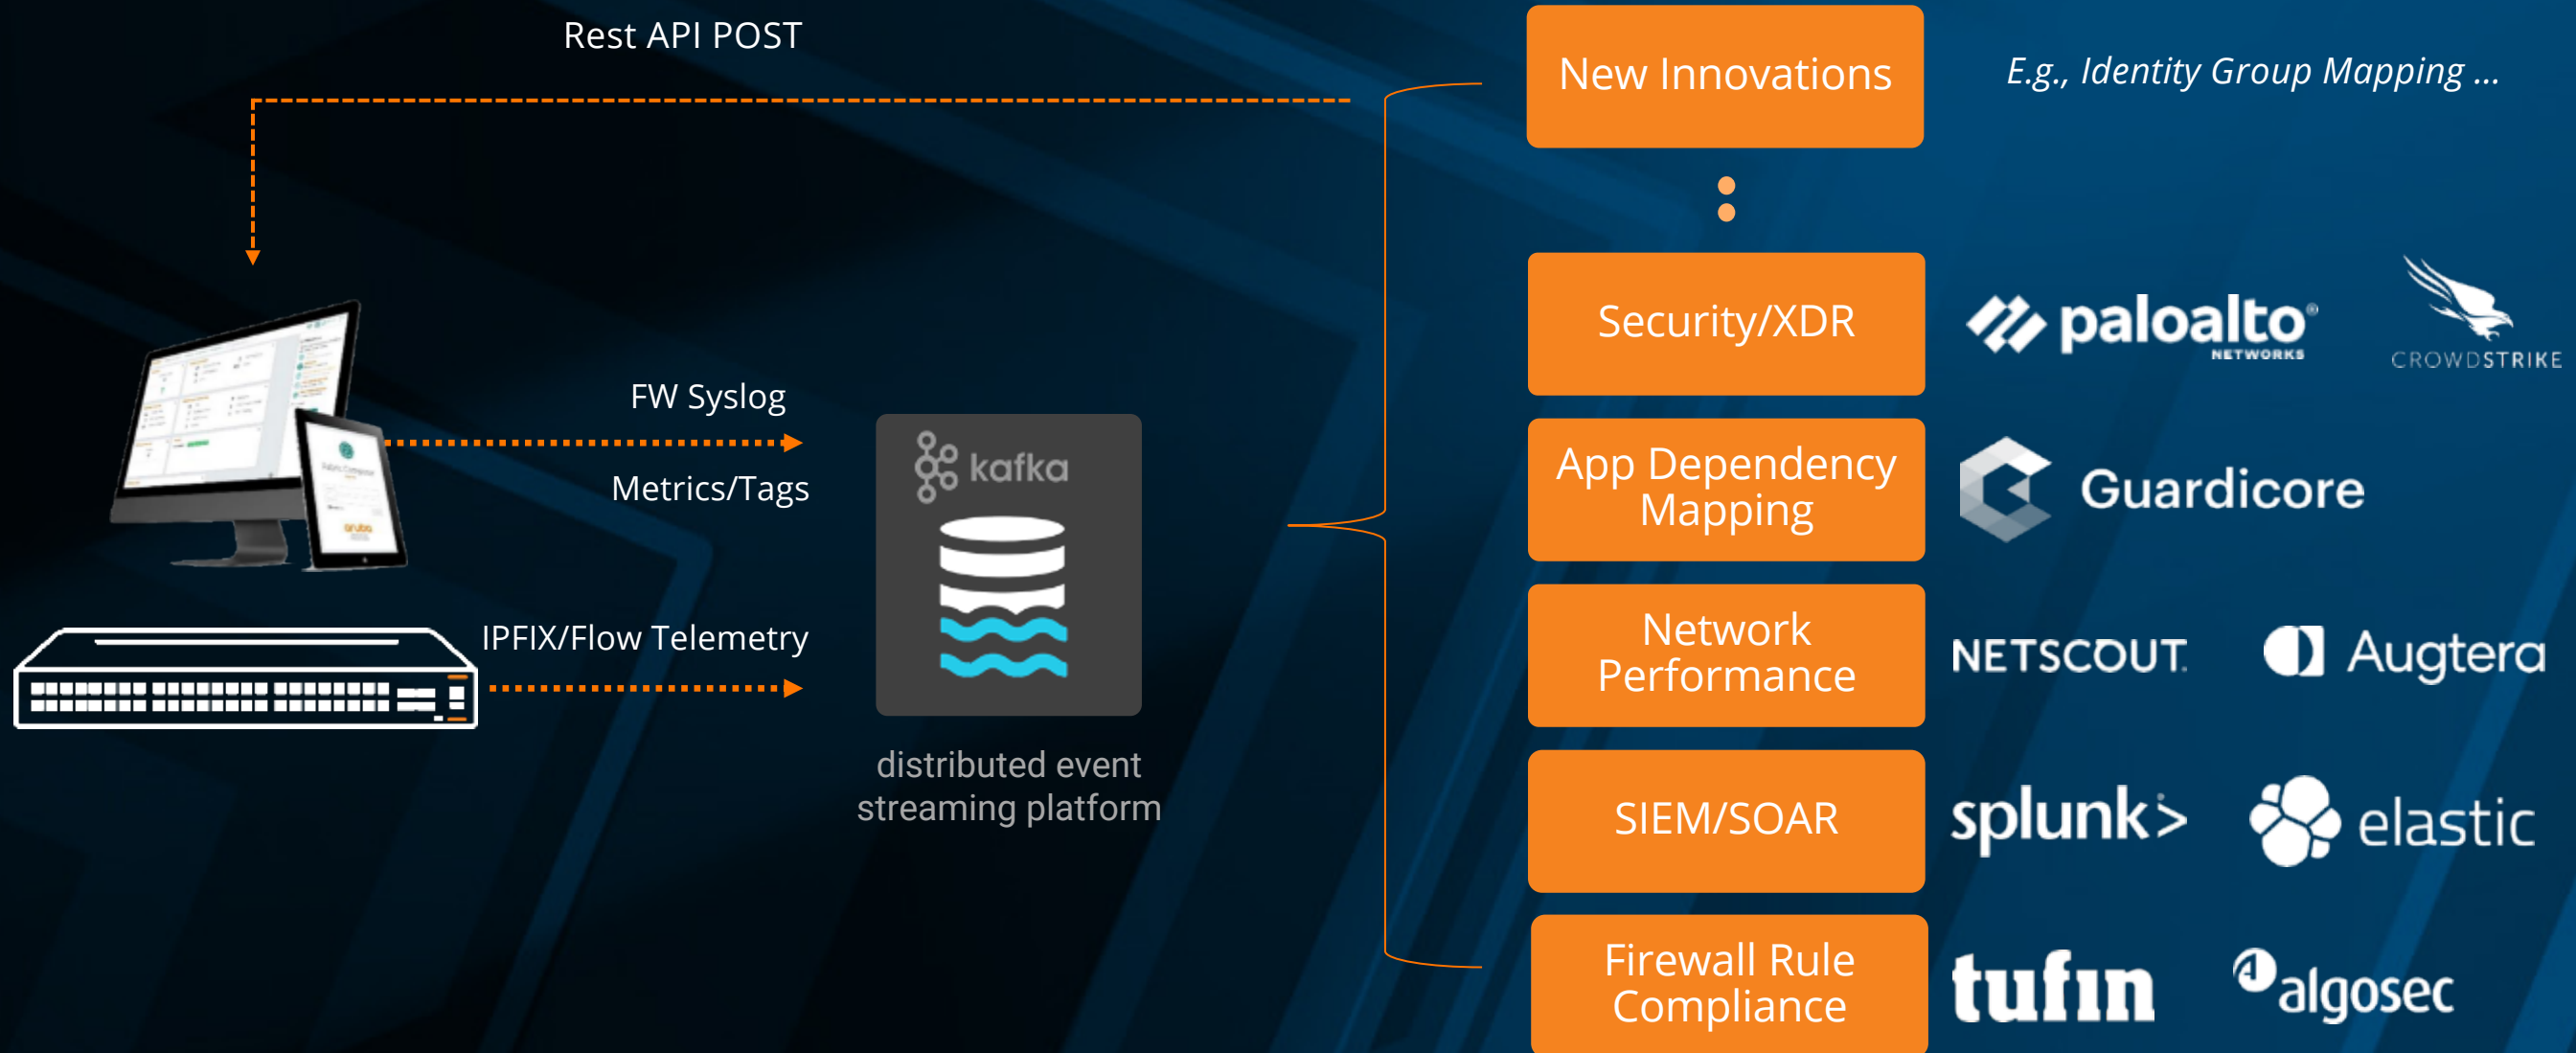 Rest API POST
New Innovations
E.g., Identity Group Mapping ...
Security/XDR
paloalto®
NETWORKS
CROWDSTRIKE
FW Syslog
Metrics/Tags
kafka
App Dependency
Mapping
Guardicore
aruba
IPFIX/Flow Telemetry
distributed event
streaming platform
Network
Performance
NETSCOUT.
Augtera
SIEM/SOAR
splunk>
elastic
Firewall Rule
Compliance
tufin
algosec